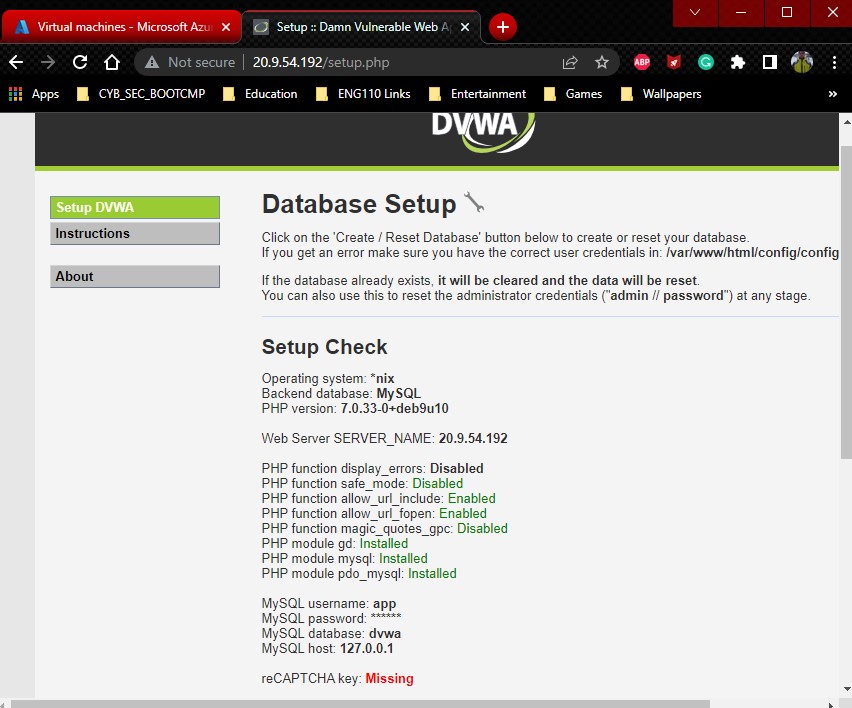 Virtual machines - Microsoft Azu
Setup :: Damn Vulnerable Web Ap
Not secure
20.9.54.192/setup.php
ABP
G
Apps
CYB_SEC_BOOTCMP
Education
ENG110 Links
Entertainment
Games
Wallpapers
»
DVWA
Setup DVWA
Instructions
About
Database Setup
Click on the 'Create / Reset Database' button below to create or reset your database.
If you get an error make sure you have the correct user credentials in: /var/www/html/config/config
If the database already exists, it will be cleared and the data will be reset.
You can also use this to reset the administrator credentials ("admin // password") at any stage.
Setup Check
Operating system: *nix
Backend database: MySQL
PHP version: 7.0.33-0+deb9u10
Web Server SERVER_NAME: 20.9.54.192
PHP function display_errors: Disabled
PHP function safe_mode: Disabled
PHP function allow_url_include: Enabled
PHP function allow_url_fopen: Enabled
PHP function magic_quotes_gpc: Disabled
PHP module gd: Installed
PHP module mysql: Installed
PHP module pdo_mysql: Installed
MySQL username: app
MySQL password: ******
MySQL database: dvwa
MySQL host: 127.0.0.1
reCAPTCHA key: Missing